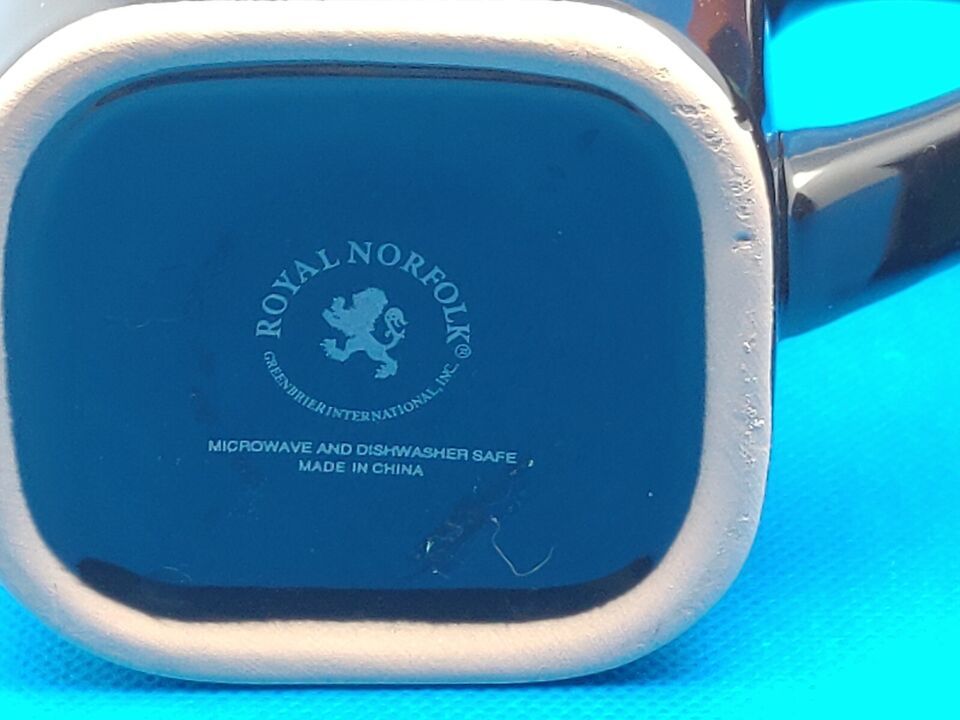 ROYAL NORFOLK®
GREENBRIER INTERNATIONAL, INC.
MICROWAVE AND DISHWASHER SAFE
MADE IN CHINA